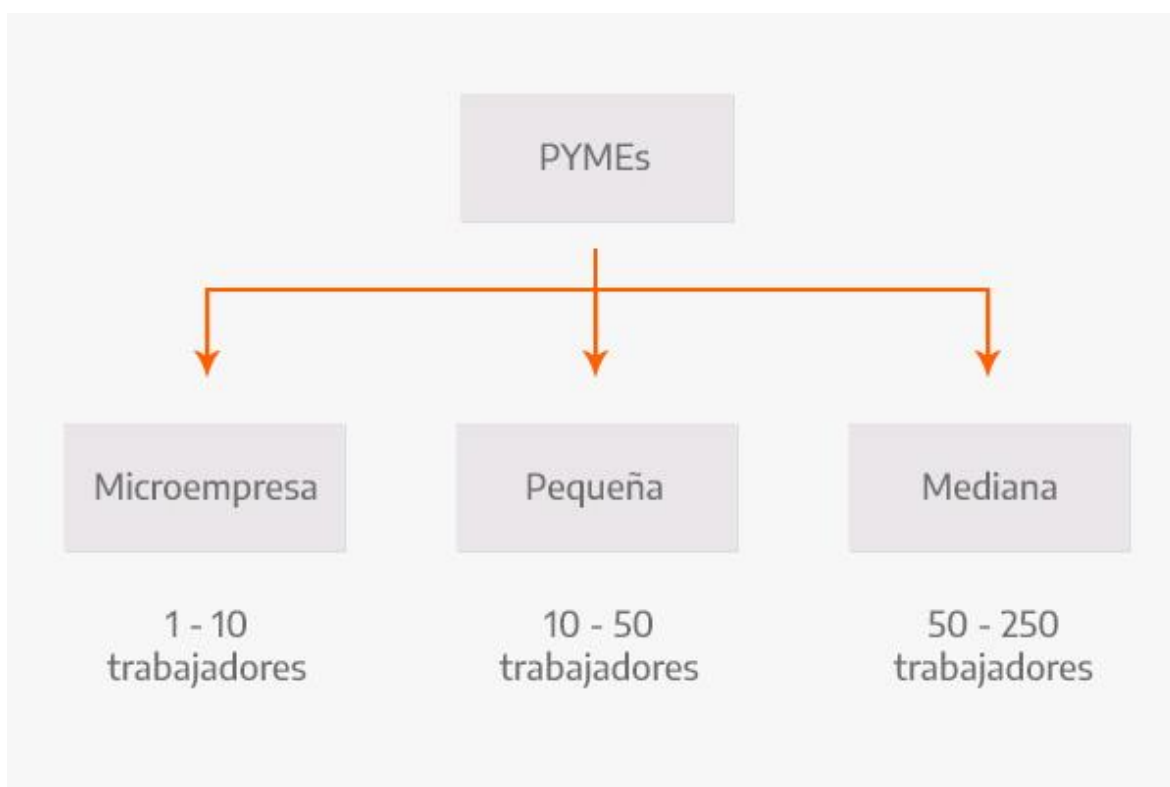 PYMEs
Microempresa
Pequeña
Mediana
1 - 10
trabajadores
10 - 50
trabajadores
50 - 250
trabajadores